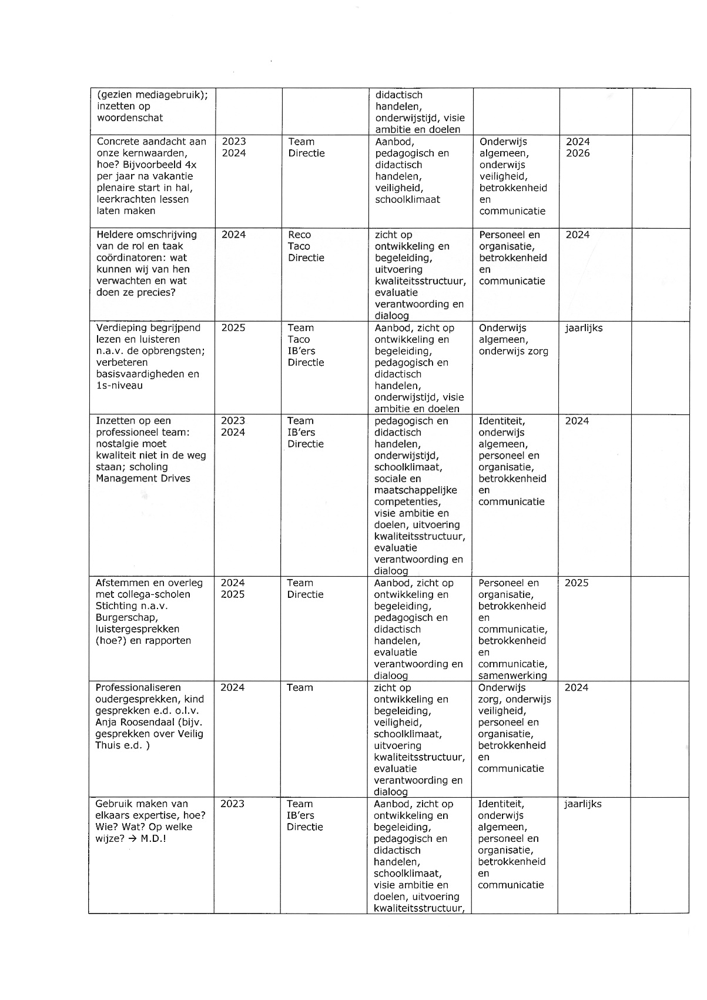 (gezien mediagebruik);
inzetten op
woordenschat
didactisch
handelen,
onderwijstijd, visie
ambitie en doelen
Concrete aandacht aan
onze kernwaarden,
hoe? Bijvoorbeeld 4x
per jaar na vakantie
plenaire start in hal,
leerkrachten lessen
laten maken
2023
2024
Team
Directie
Aanbod,
pedagogisch en
didactisch
handelen,
veiligheid,
schoolklimaat
Onderwijs
algemeen,
onderwijs
veiligheid,
betrokkenheid
en
communicatie
2024
2026
Heldere omschrijving
van de rol en taak
coördinatoren: wat
kunnen wij van hen
verwachten en wat
doen ze precies?
2024
Reco
Taco
Directie
zicht op
ontwikkeling en
begeleiding,
uitvoering
kwaliteitsstructuur,
evaluatie
verantwoording en
dialoog
Personeel en
organisatie,
betrokkenheid
en
communicatie
2024
Verdieping begrijpend
lezen en luisteren
n.a.v. de opbrengsten;
verbeteren
basisvaardigheden en
1s-niveau
2025
Team
Taco
IB'ers
Directie
Aanbod, zicht op
ontwikkeling en
begeleiding,
pedagogisch en
didactisch
handelen,
onderwijstijd, visie
ambitie en doelen
Onderwijs
algemeen,
onderwijs zorg
jaarlijks
Inzetten op een
professioneel team:
nostalgie moet
kwaliteit niet in de weg
staan; scholing
Management Drives
2023
2024
Team
IB'ers
Directie
pedagogisch en
didactisch
handelen,
onderwijstijd,
schoolklimaat,
sociale en
maatschappelijke
competenties,
visie ambitie en
doelen, uitvoering
kwaliteitsstructuur,
evaluatie
verantwoording en
dialoog
Identiteit,
onderwijs
algemeen,
personeel en
organisatie,
betrokkenheid
en
communicatie
2024
Afstemmen en overleg
met collega-scholen
Stichting n.a.v.
Burgerschap,
luistergesprekken
(hoe?) en rapporten
2024
2025
Team
Directie
Aanbod, zicht op
ontwikkeling en
begeleiding,
pedagogisch en
didactisch
handelen,
evaluatie
verantwoording en
dialoog
Personeel en
organisatie,
betrokkenheid
en
communicatie,
betrokkenheid
en
communicatie,
samenwerking
2025
Professionaliseren
oudergesprekken, kind
gesprekken e.d. o.l.v.
Anja Roosendaal (bijv.
gesprekken over Veilig
Thuis e.d. )
2024
Team
zicht op
ontwikkeling en
begeleiding,
veiligheid,
schoolklimaat,
uitvoering
kwaliteitsstructuur,
evaluatie
verantwoording en
dialoog
Onderwijs
zorg, onderwijs
veiligheid,
personeel en
organisatie,
betrokkenheid
en
communicatie
2024
Gebruik maken van
elkaars expertise, hoe?
Wie? Wat? Op welke
wijze? → M.D.!
2023
Team
IB'ers
Directie
Aanbod, zicht op
ontwikkeling en
begeleiding,
pedagogisch en
didactisch
handelen,
schoolklimaat,
visie ambitie en
doelen, uitvoering
kwaliteitsstructuur,
Identiteit,
onderwijs
algemeen,
personeel en
organisatie,
betrokkenheid
en
communicatie
jaarlijks